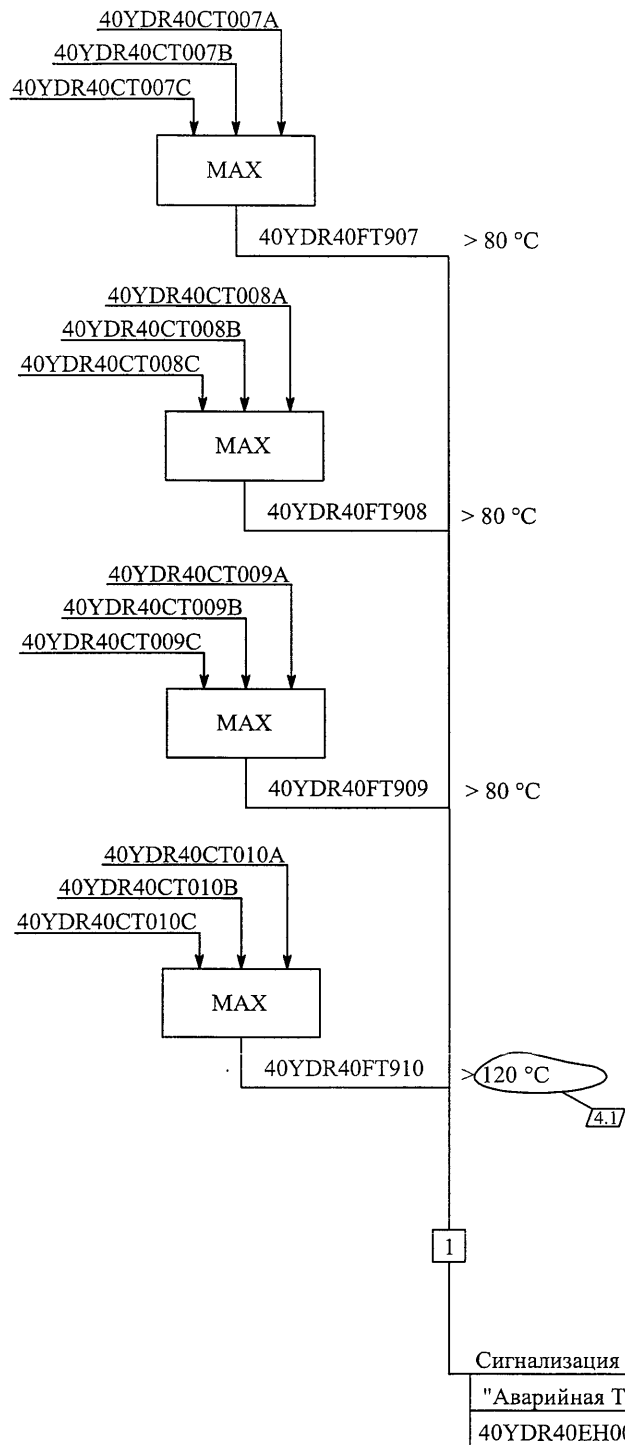 40YDR40CT007A
40YDR40CT007B
40YDR40CT007C
MAX
40YDR40FT907 > 80 °C
40YDR40CT008A
40YDR40CT008B
40YDR40CT008C
MAX
40YDR40FT908 > 80 °C
40YDR40CT009A
40YDR40CT009B
40YDR40CT009C
MAX
40YDR40FT909 > 80 °C
40YDR40CT010A
40YDR40CT010B
40YDR40CT010C
MAX
40YDR40FT910 > 120 °C
4.1
1
Сигнализация
"Аварийная